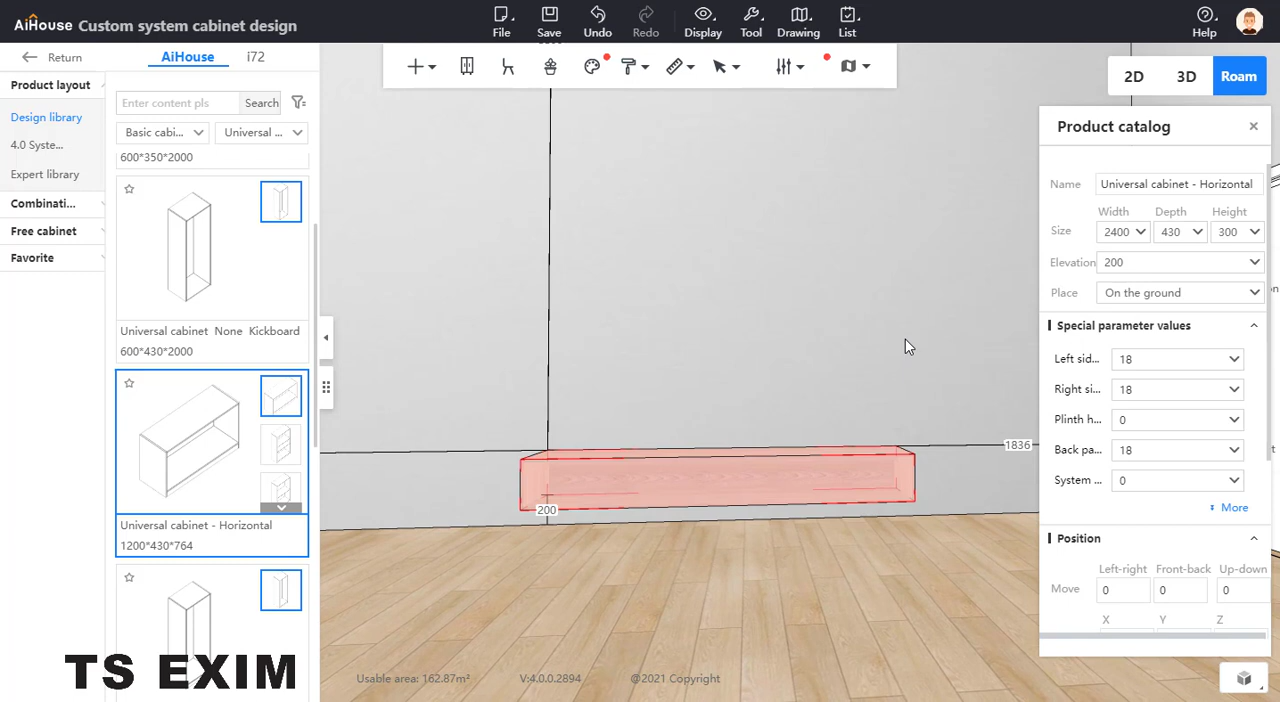 AiHouse Custom system cabinet design
File
Save
Undo
Redo
Display
Tool
Drawing
List
Help
Return
AiHouse
i72
Product layout
Design library
4.0 Syste...
Expert library
Combinati...
Free cabinet
Favorite
Enter content pls
Search
Basic cabi...
Universal ...
600*350*2000
Universal cabinet None Kickboard
600*430*2000
Universal cabinet - Horizontal
1200*430*764
TS EXIM
2D
3D
Roam
1836
200
Usable area: 162.87m²
V:4.0.0.2894
@2021 Copyright
Product catalog
Name Universal cabinet - Horizontal
Width Depth Height
Size 2400 430 300
Elevation 200
Place On the ground
Special parameter values
Left sid... 18
Right si... 18
Plinth h... 0
Back pa... 18
System ... 0
More
Position
Left-right Front-back Up-down
Move 0 0 0
X Y Z